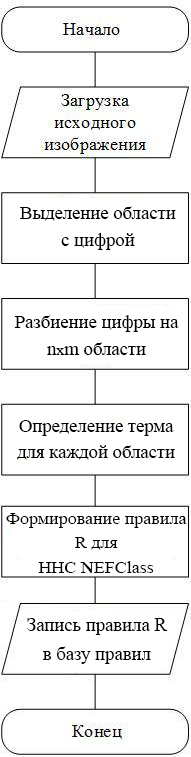 Начало
Загрузка
исходного
изображения
Выделение области
с цифрой
Разбиение цифры на
nxm области
Определение терма
для каждой области
Формирование правила
R для
ННС NEFClass
Запись правила R
в базу правил
Конец